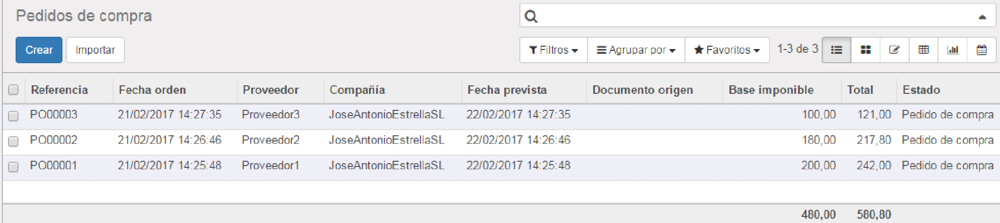 Pedidos de compra
Crear Importar Filtros Agrupar por Favoritos 1-3 de 3
Referencia Fecha orden Proveedor Compañía Fecha prevista Documento origen Base imponible Total Estado
PO00003 21/02/2017 14:27:35 Proveedor3 JoseAntonioEstrellaSL 22/02/2017 14:27:35 100,00 121,00 Pedido de compra
PO00002 21/02/2017 14:26:46 Proveedor2 JoseAntonioEstrellaSL 22/02/2017 14:26:46 180,00 217,80 Pedido de compra
PO00001 21/02/2017 14:25:48 Proveedor1 JoseAntonioEstrellaSL 22/02/2017 14:25:48 200,00 242,00 Pedido de compra
480,00 580,80